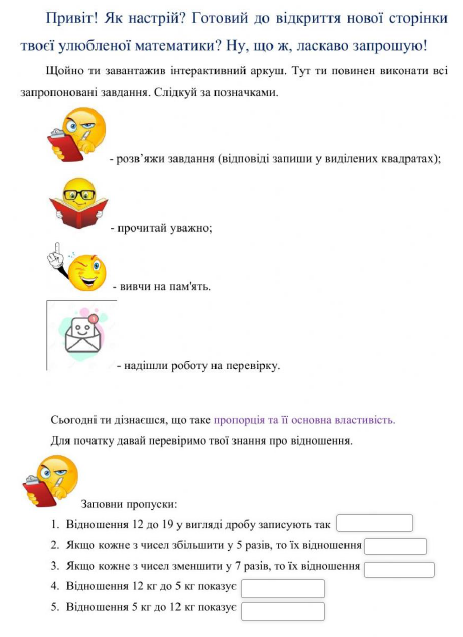 Привіт! Як настрій? Готовий до відкриття нової сторінки
твоєї улюбленої математики? Ну, що ж, ласкаво запрошую!
Щойно ти завантажив інтерактивний аркуш. Тут ти повинен виконати всі
запропоновані завдання. Слідкуй за позначками.
- розв’яжи завдання (відповіді запиши у виділених квадратах);
- прочитай уважно;
- вивчи на пам'ять.
- надішли роботу на перевірку.
Сьогодні ти дізнаєшся, що таке пропорція та її основна властивість.
Для початку давай перевіримо твої знання про відношення.
Заповни пропуски:
1. Відношення 12 до 19 у вигляді дробу записують так
2. Якщо кожне з чисел збільшити у 5 разів, то їх відношення
3. Якщо кожне з чисел зменшити у 7 разів, то їх відношення
4. Відношення 12 кг до 5 кг показує
5. Відношення 5 кг до 12 кг показує